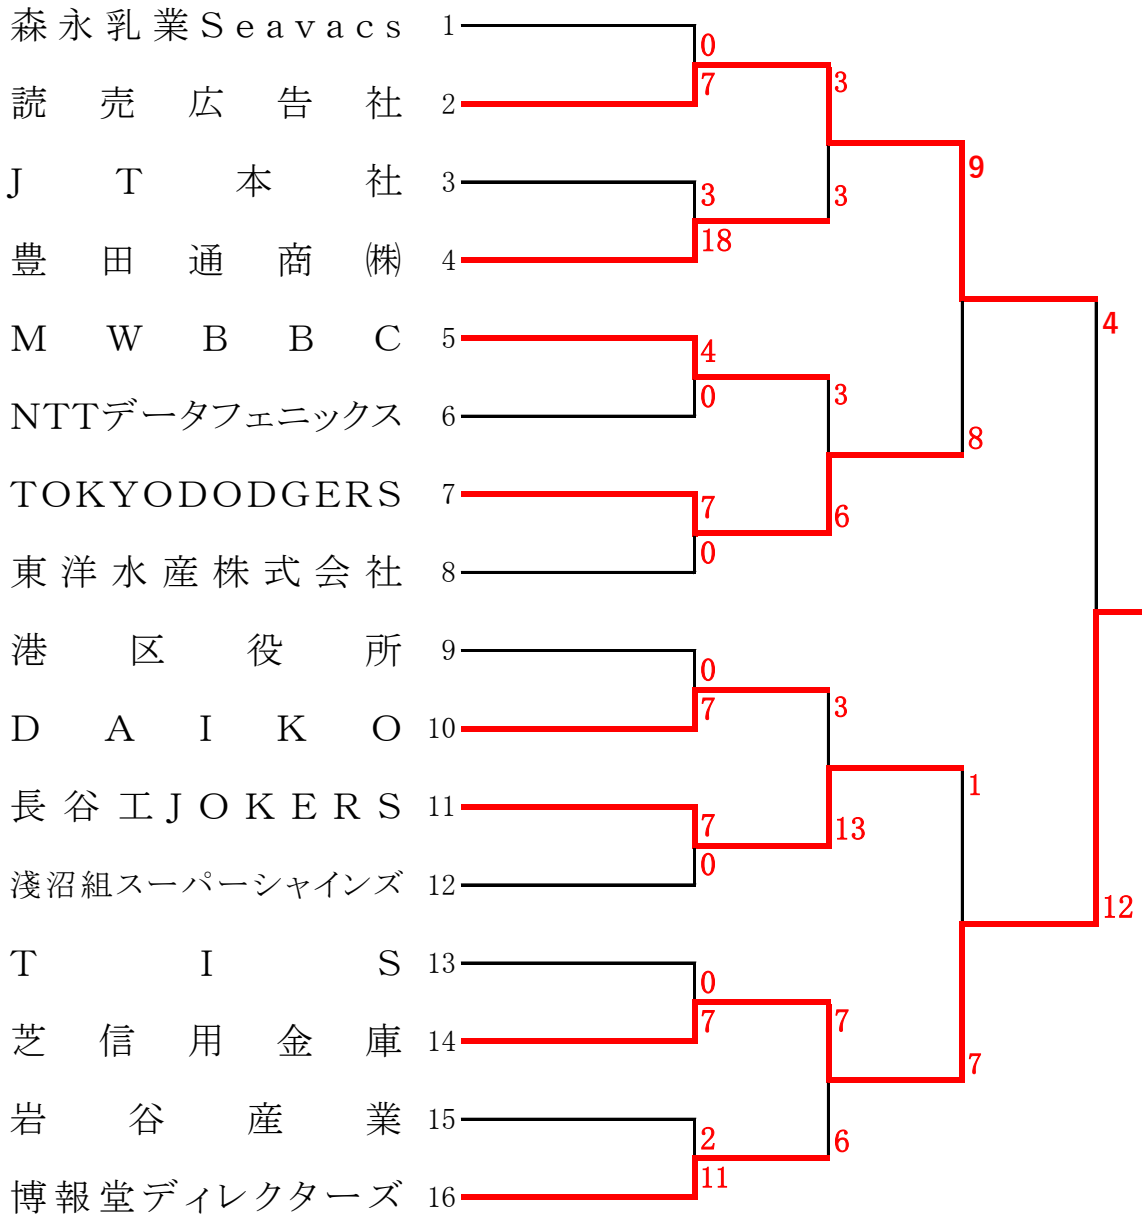 森永乳業Seavacs 1
0
7
3
読売広告社 2
9
JT本社 3
3
3
18
豊田通商㈱ 4
4
MWBBC 5
4
0
3
NTTデータフェニックス 6
8
TOKYODODGERS 7
7
6
0
東洋水産株式会社 8
港区役所 9
0
7
3
DAIKO 10
1
長谷工JOKERS 11
7
13
0
淺沼組スーパーシャインズ 12
12
TIS 13
0
7
7
芝信用金庫 14
7
岩谷産業 15
2
6
11
博報堂ディレクターズ 16